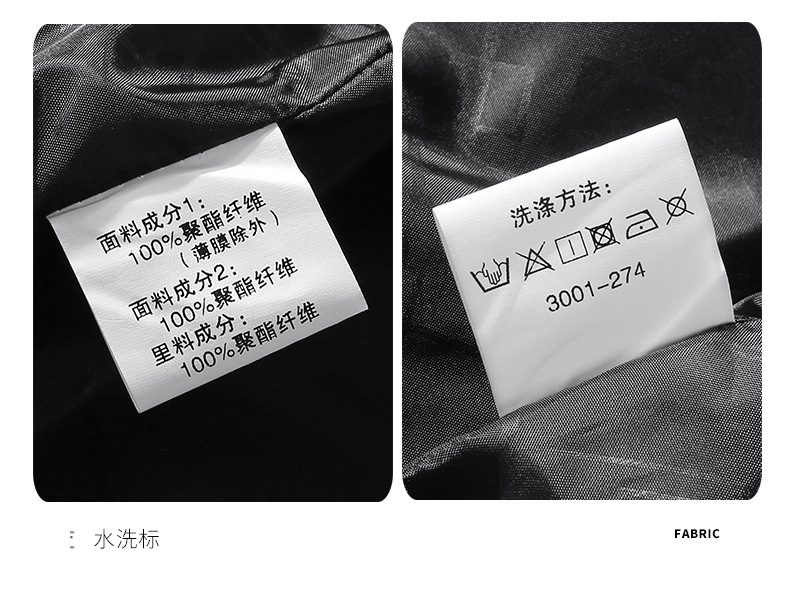 面料成分1:
100%聚酯纤维
（薄膜除外）
面料成分2:
100%聚酯纤维
里料成分:
100%聚酯纤维
洗涤方法:
3001-274
水洗标
FABRIC